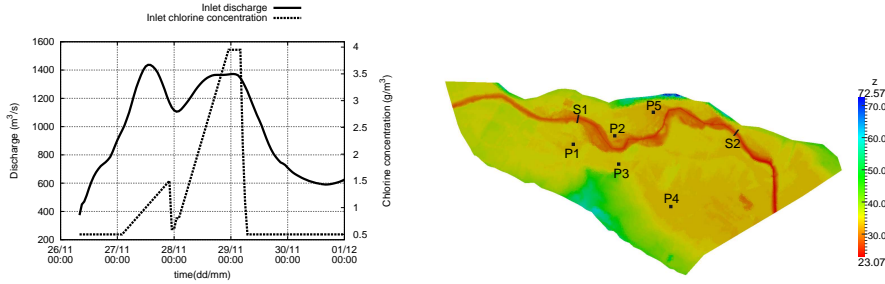 Inlet discharge
Inlet chlorine concentration
1600
1400
1200
1000
800
600
400
200
Discharge (m³/s)
4
3.5
3
2.5
2
1.5
1
0.5
Chlorine concentration (g/m³)
26/11 00:00
27/11 00:00
28/11 00:00
29/11 00:00
30/11 00:00
01/12 00:00
time(dd/mm)
S1
P5
P2
S2
P1
P3
P4
z
72.57
70.0
60.0
50.0
40.0
30.0
23.07